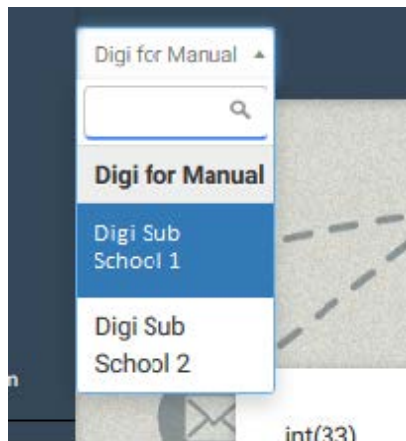 Digi for Manual
Digi for Manual
Digi Sub
School 1
Digi Sub
School 2
n
int(33)